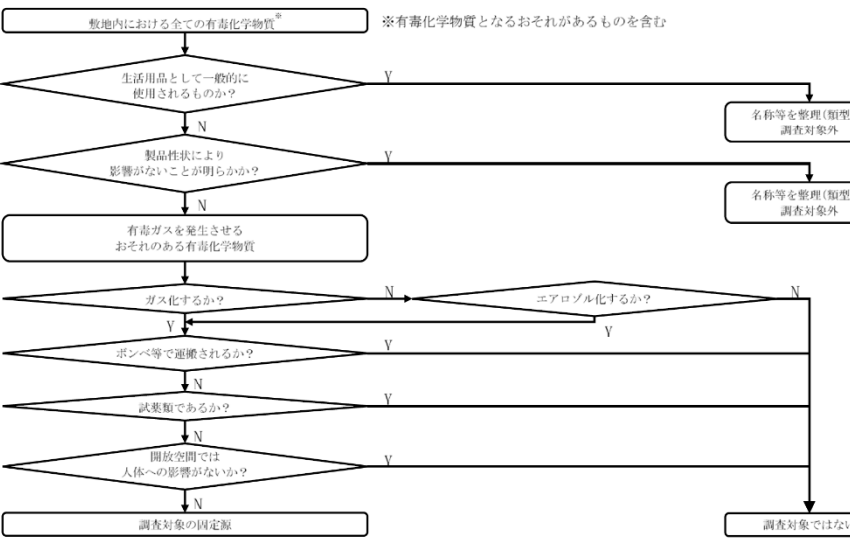 敷地内における全ての有毒化学物質※
※有毒化学物質となるおそれがあるものを含む
生活用品として一般的に
使用されるものか？
Y
N
名称等を整理(類型
調査対象外
製品性状により
影響がないことが明らかか？
Y
N
名称等を整理(類型
調査対象外
有毒ガスを発生させる
おそれのある有毒化学物質
ガス化するか？
N
エアロゾル化するか？
N
Y
Y
ボンベ等で運搬されるか？
Y
N
試薬類であるか？
Y
N
開放空間では
人体への影響がないか？
Y
N
調査対象の固定源
調査対象ではない